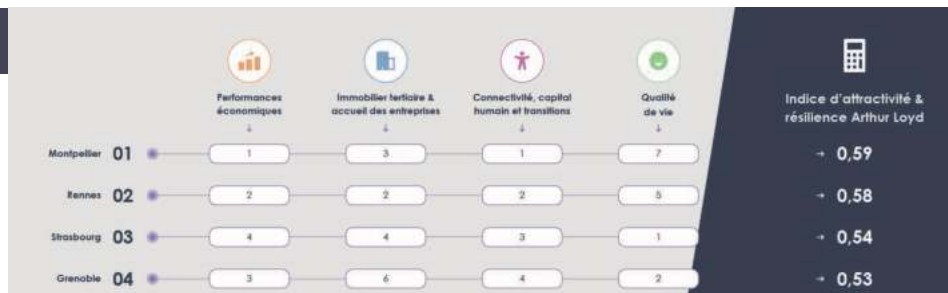 Performances
économiques
Immobilier tertiaire &
accueil des entreprises
Connectivité, capital
humain et transitions
Qualité
de vie
Indice d'attractivité &
résilience Arthur Loyd
Montpellier 01 1 3 1 7 → 0,59
Rennes 02 2 2 2 5 → 0,58
Strasbourg 03 4 4 3 1 → 0,54
Grenoble 04 3 6 4 2 → 0,53